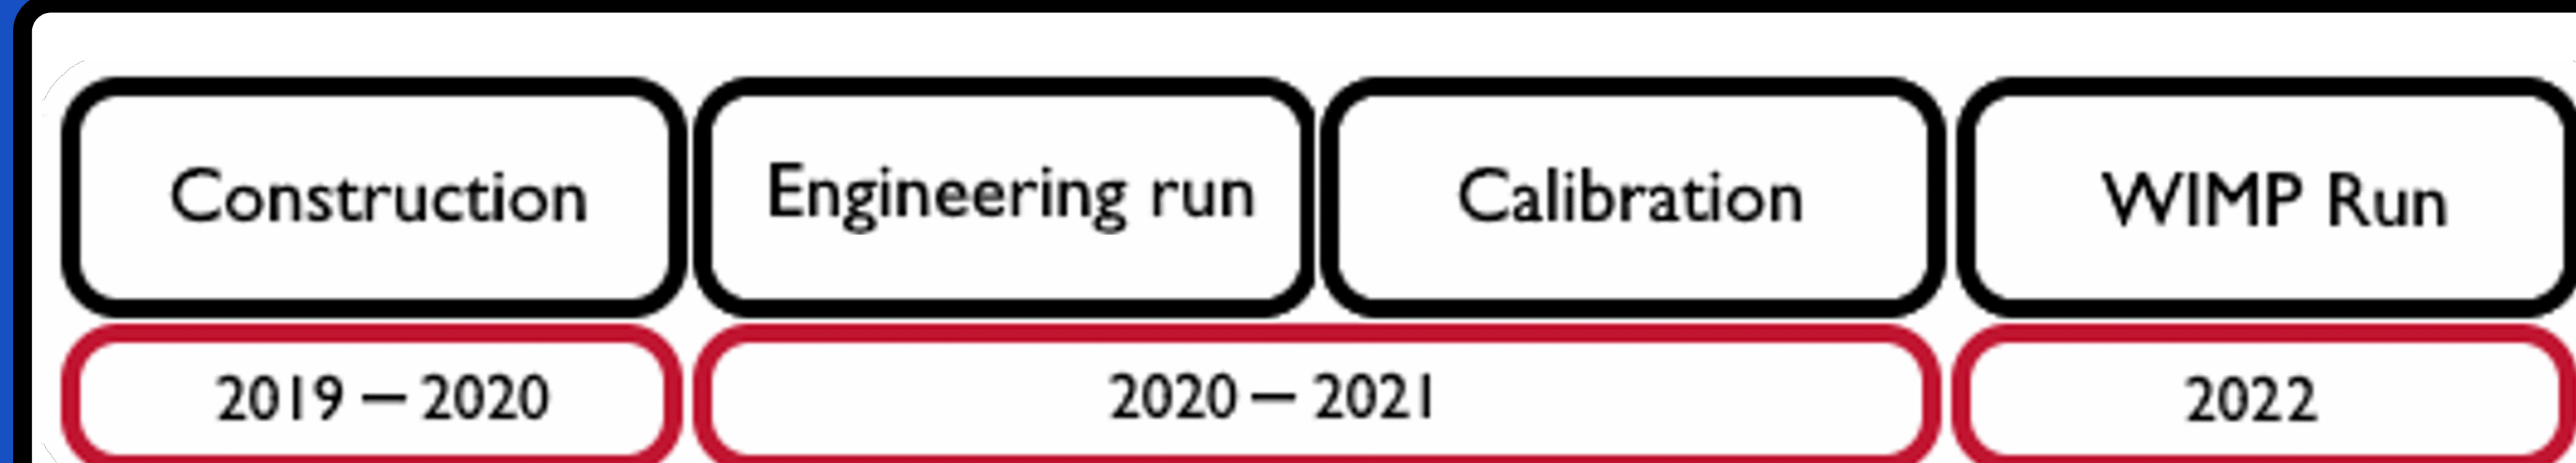 Construction
Engineering run
Calibration
WIMP Run
2019 – 2020
2020 – 2021
2022